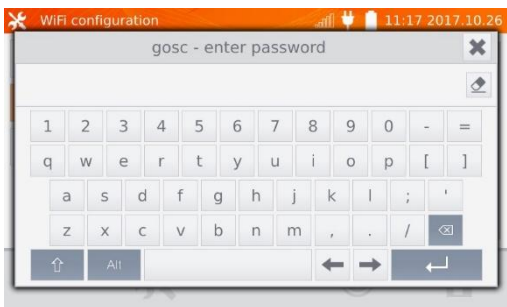 WiFi configuration 11:17 2017.10.26
gosc - enter password
1 2 3 4 5 6 7 8 9 0 - =
q w e r t y u i o p [ ]
a s d f g h j k l ; '
z x c v b n m , . /
Alt